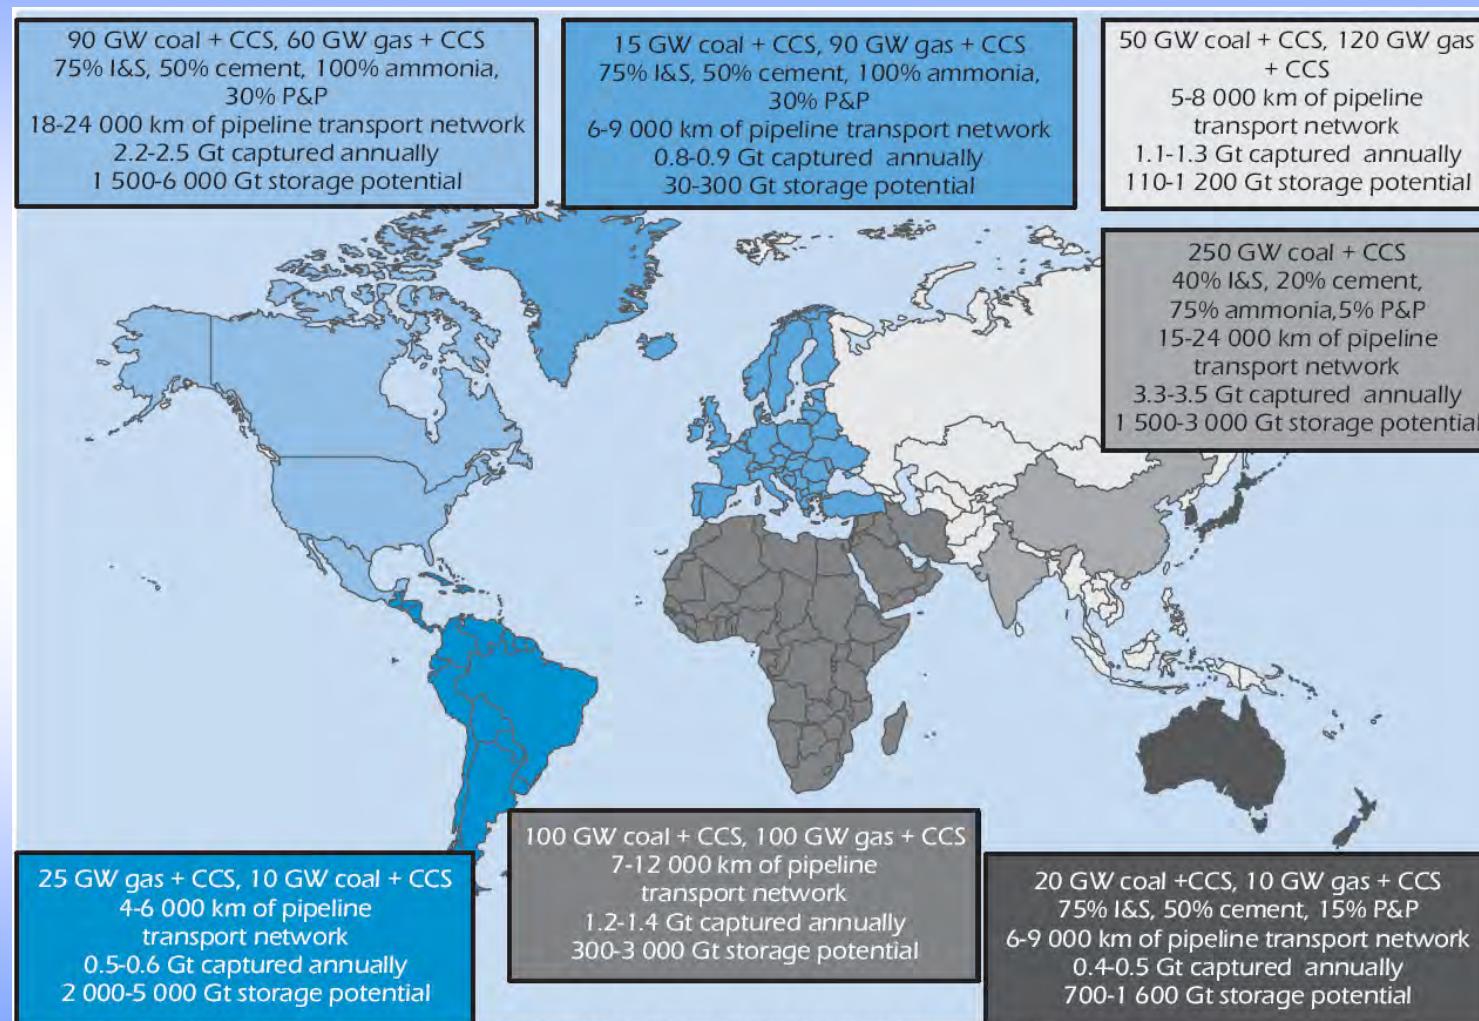 90 GW coal + CCS, 60 GW gas + CCS
75% I&S, 50% cement, 100% ammonia,
30% P&P
18-24 000 km of pipeline transport network
2.2-2.5 Gt captured annually
1 500-6 000 Gt storage potential
15 GW coal + CCS, 90 GW gas + CCS
75% I&S, 50% cement, 100% ammonia,
30% P&P
6-9 000 km of pipeline transport network
0.8-0.9 Gt captured annually
30-300 Gt storage potential
50 GW coal + CCS, 120 GW gas
+ CCS
5-8 000 km of pipeline
transport network
1.1-1.3 Gt captured annually
110-1 200 Gt storage potential
250 GW coal + CCS
40% I&S, 20% cement,
75% ammonia,5% P&P
15-24 000 km of pipeline
transport network
3.3-3.5 Gt captured annually
1 500-3 000 Gt storage potential
25 GW gas + CCS, 10 GW coal + CCS
4-6 000 km of pipeline
transport network
0.5-0.6 Gt captured annually
2 000-5 000 Gt storage potential
100 GW coal + CCS, 100 GW gas + CCS
7-12 000 km of pipeline
transport network
1.2-1.4 Gt captured annually
300-3 000 Gt storage potential
20 GW coal +CCS, 10 GW gas + CCS
75% I&S, 50% cement, 15% P&P
6-9 000 km of pipeline transport network
0.4-0.5 Gt captured annually
700-1 600 Gt storage potential